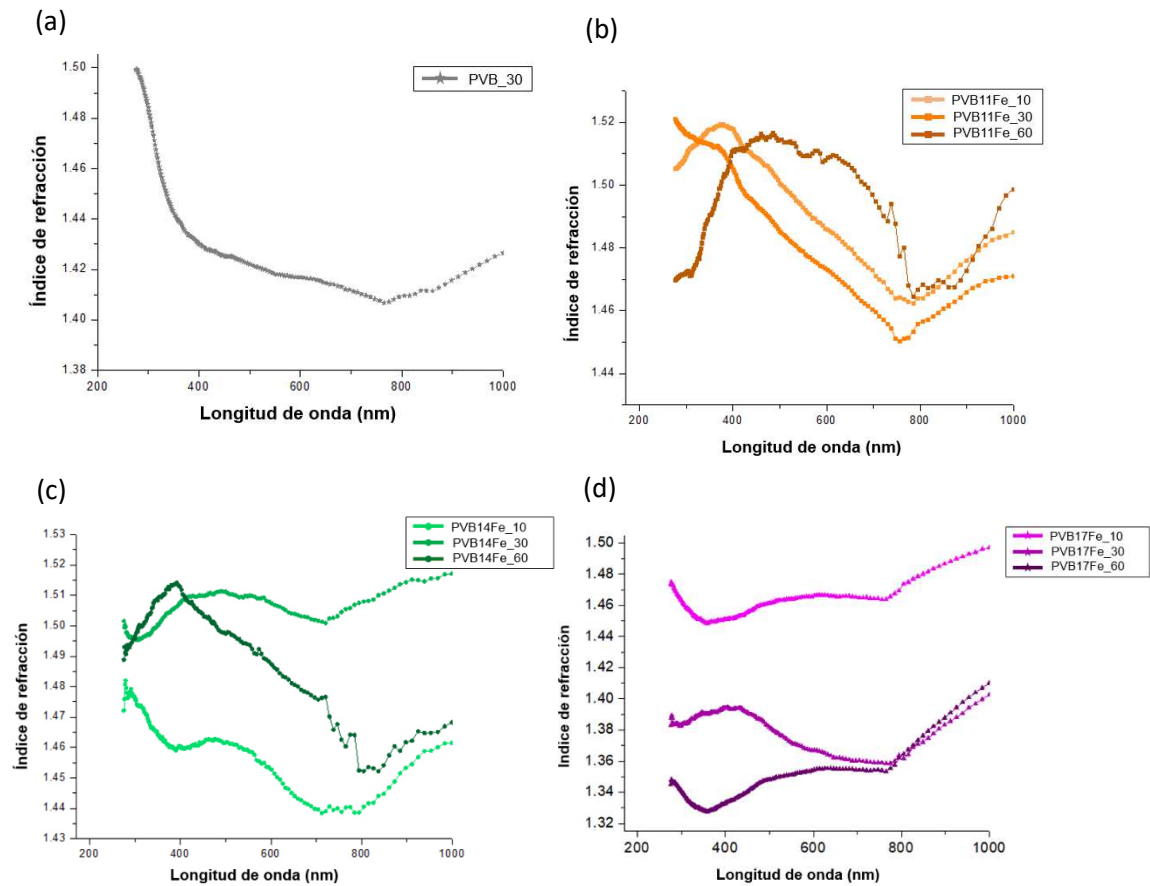 (a)
PVB_30
Índice de refracción
1.50
1.48
1.46
1.44
1.42
1.40
1.38
200
400
600
800
1000
Longitud de onda (nm)
(b)
PVB11Fe_10
PVB11Fe_30
PVB11Fe_60
Índice de refracción
1.52
1.50
1.48
1.46
1.44
200
400
600
800
1000
Longitud de onda (nm)
(c)
PVB14Fe_10
PVB14Fe_30
PVB14Fe_60
Índice de refracción
1.53
1.52
1.51
1.50
1.49
1.48
1.47
1.46
1.45
1.44
1.43
200
400
600
800
1000
Longitud de onda (nm)
(d)
PVB17Fe_10
PVB17Fe_30
PVB17Fe_60
Indice de refracción
1.50
1.48
1.46
1.44
1.42
1.40
1.38
1.36
1.34
1.32
200
400
600
800
1000
Longitud de onda (nm)